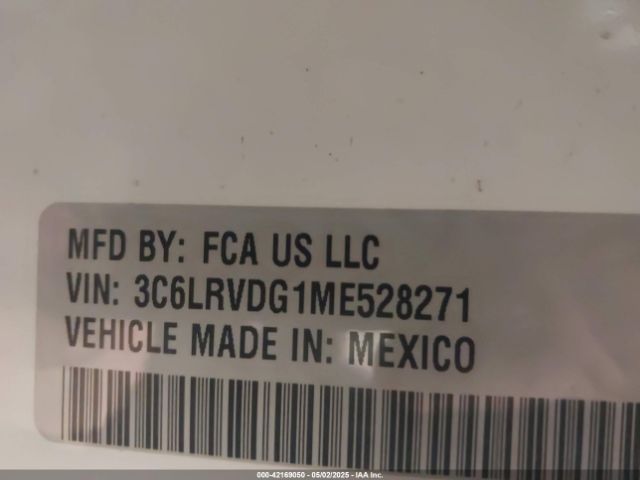 MFD BY: FCA US LLC
VIN: 3C6LRVDG1ME528271
VEHICLE MADE IN: MEXICO
000-42169050 - 05/02/2025 - IAA Inc.